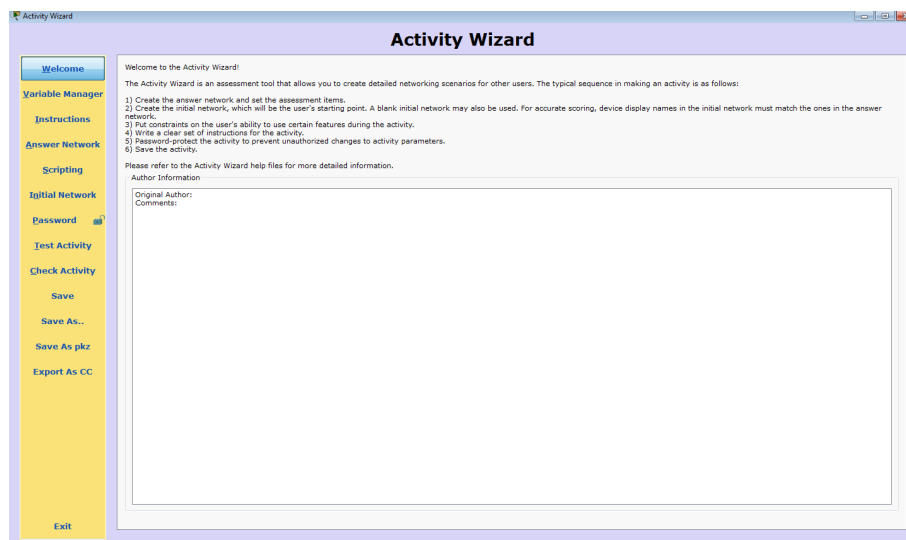 Activity Wizard
Activity Wizard
Welcome
Variable Manager
Instructions
Answer Network
Scripting
Initial Network
Password
Test Activity
Check Activity
Save
Save As..
Save As pkz
Export As CC
Exit
Welcome to the Activity Wizard!
The Activity Wizard is an assessment tool that allows you to create detailed networking scenarios for other users. The typical sequence in making an activity is as follows:
1) Create the answer network and set the assessment items.
2) Create the initial network, which will be the user's starting point. A blank initial network may also be used. For accurate scoring, device display names in the initial network must match the ones in the answer
network.
3) Put constraints on the user's ability to use certain features during the activity.
4) Write a clear set of instructions for the activity.
5) Password-protect the activity to prevent unauthorized changes to activity parameters.
6) Save the activity.
Please refer to the Activity Wizard help files for more detailed information.
Author Information
Original Author:
Comments: